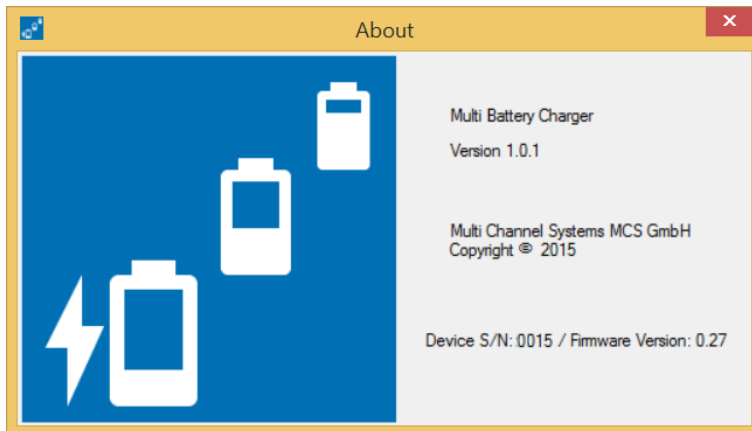 About
Multi Battery Charger
Version 1.0.1
Multi Channel Systems MCS GmbH
Copyright © 2015
Device S/N: 0015 / Firmware Version: 0.27